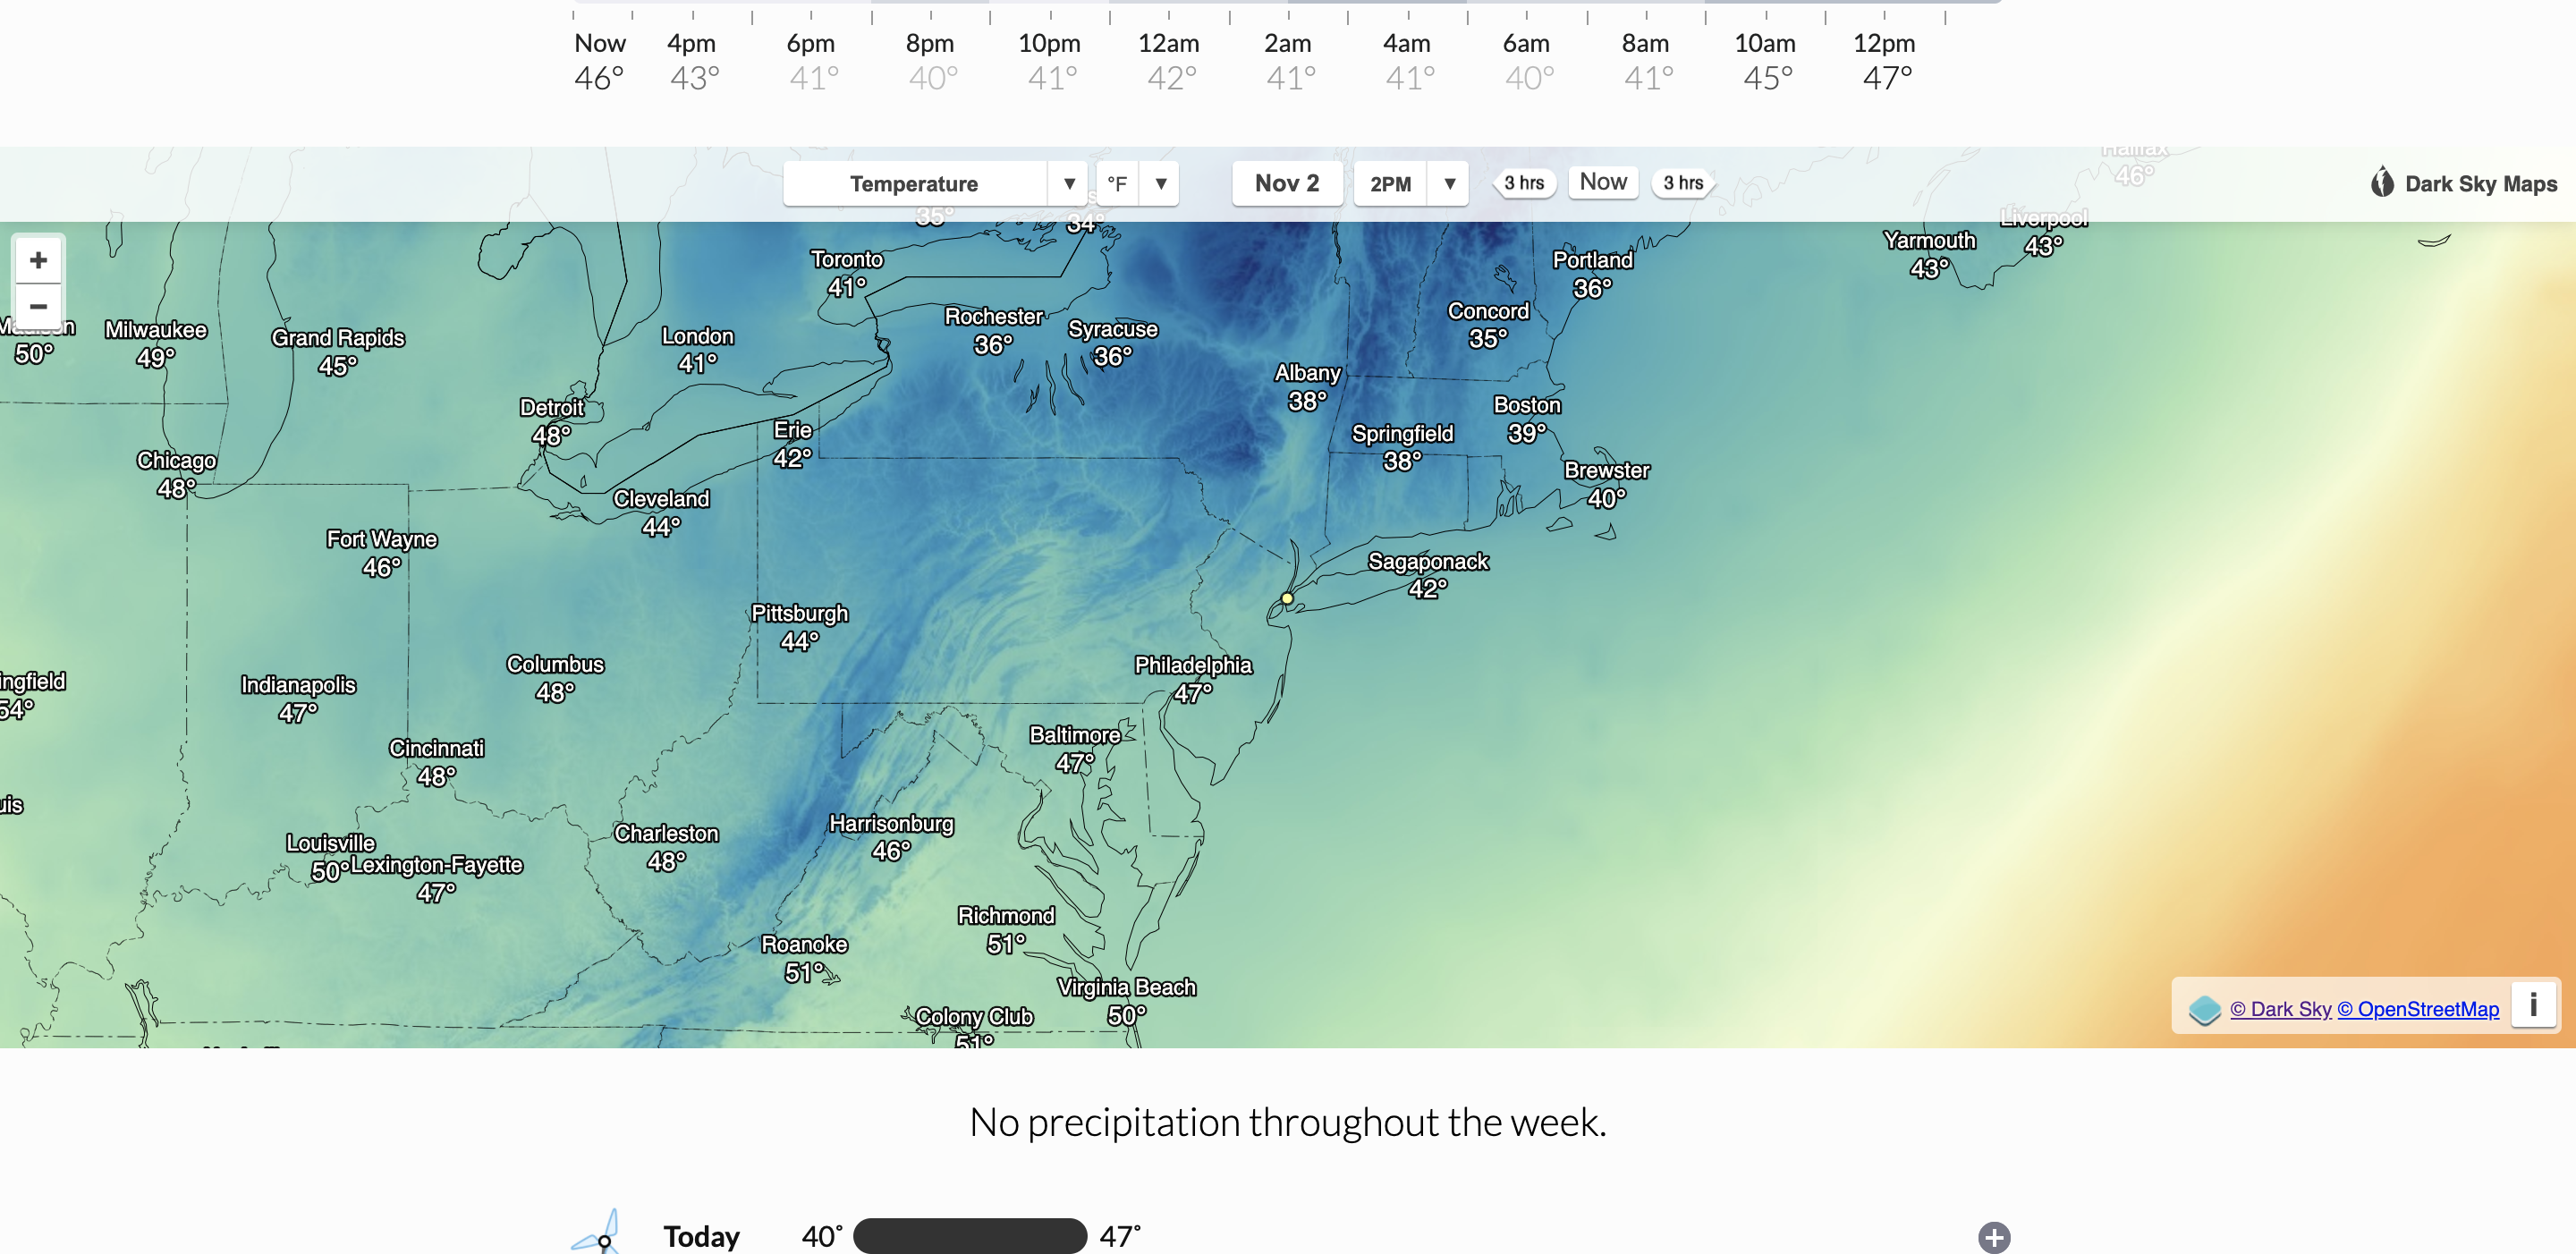 Now 4pm 6pm 8pm 10pm 12am 2am 4am 6am 8am 10am 12pm
46° 43° 41° 40° 41° 42° 41° 41° 40° 41° 45° 47°
Halifax
46°
Temperature ▼ °F ▼ Nov 2 2PM ▼ 3 hrs Now 3 hrs
Dark Sky Maps
35°
34°
Liverpool
43°
Yarmouth
43°
+
−
Toronto
41°
Portland
36°
Concord
35°
Rochester
36°
Syracuse
36°
50°
Milwaukee
49°
Grand Rapids
45°
London
41°
Albany
38°
Detroit
48°
Boston
39°
Erie
42°
Springfield
38°
Chicago
48°
Brewster
40°
Cleveland
44°
Fort Wayne
46°
Sagaponack
42°
Pittsburgh
44°
Columbus
48°
Philadelphia
47°
ingfield
54°
Indianapolis
47°
Baltimore
47°
Cincinnati
48°
uis
Louisville
50°
Lexington-Fayette
47°
Charleston
48°
Harrisonburg
46°
Richmond
51°
Roanoke
51°
Virginia Beach
50°
Colony Club
51°
© Dark Sky © OpenStreetMap i
No precipitation throughout the week.
Today 40° 47°